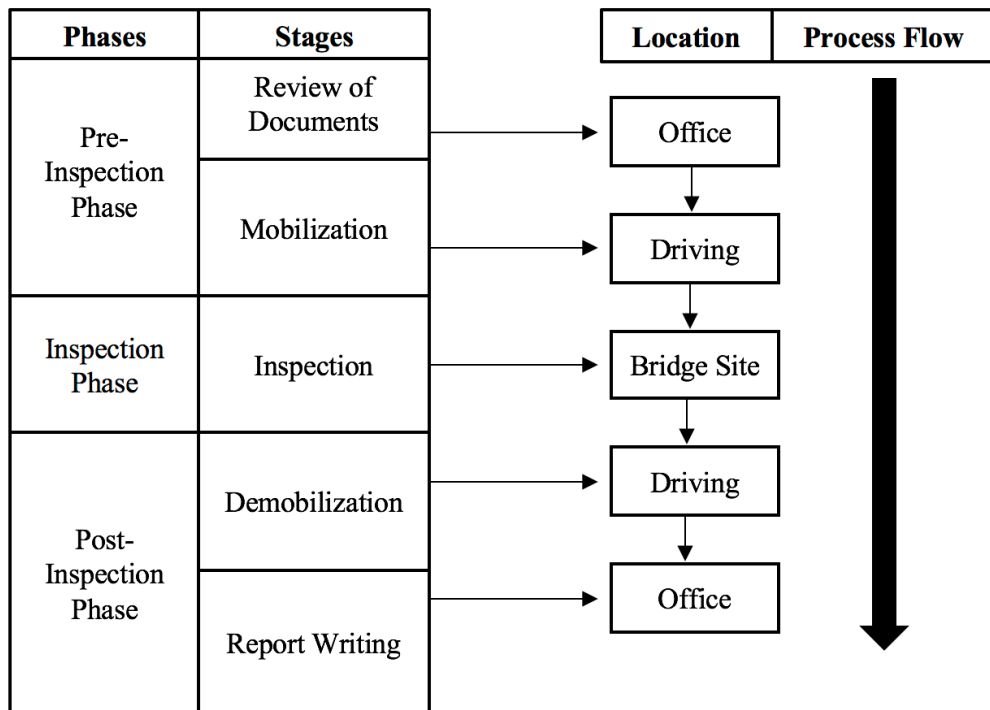 Phases
Stages
Location
Process Flow
Pre-
Inspection
Phase
Review of
Documents
Office
Mobilization
Driving
Inspection
Phase
Inspection
Bridge Site
Post-
Inspection
Phase
Demobilization
Driving
Report Writing
Office